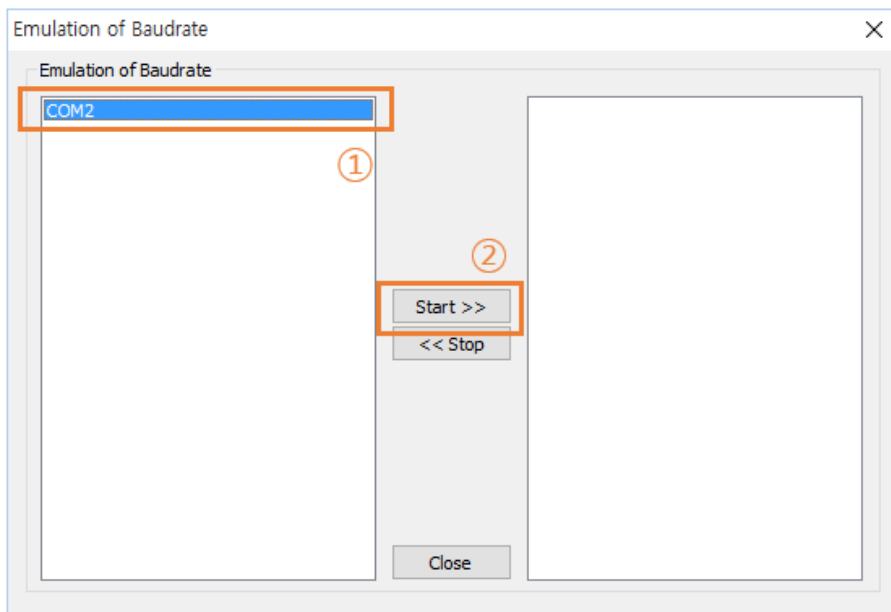 Emulation of Baudrate
Emulation of Baudrate
COM2
①
②
Start >>
<< Stop
Close